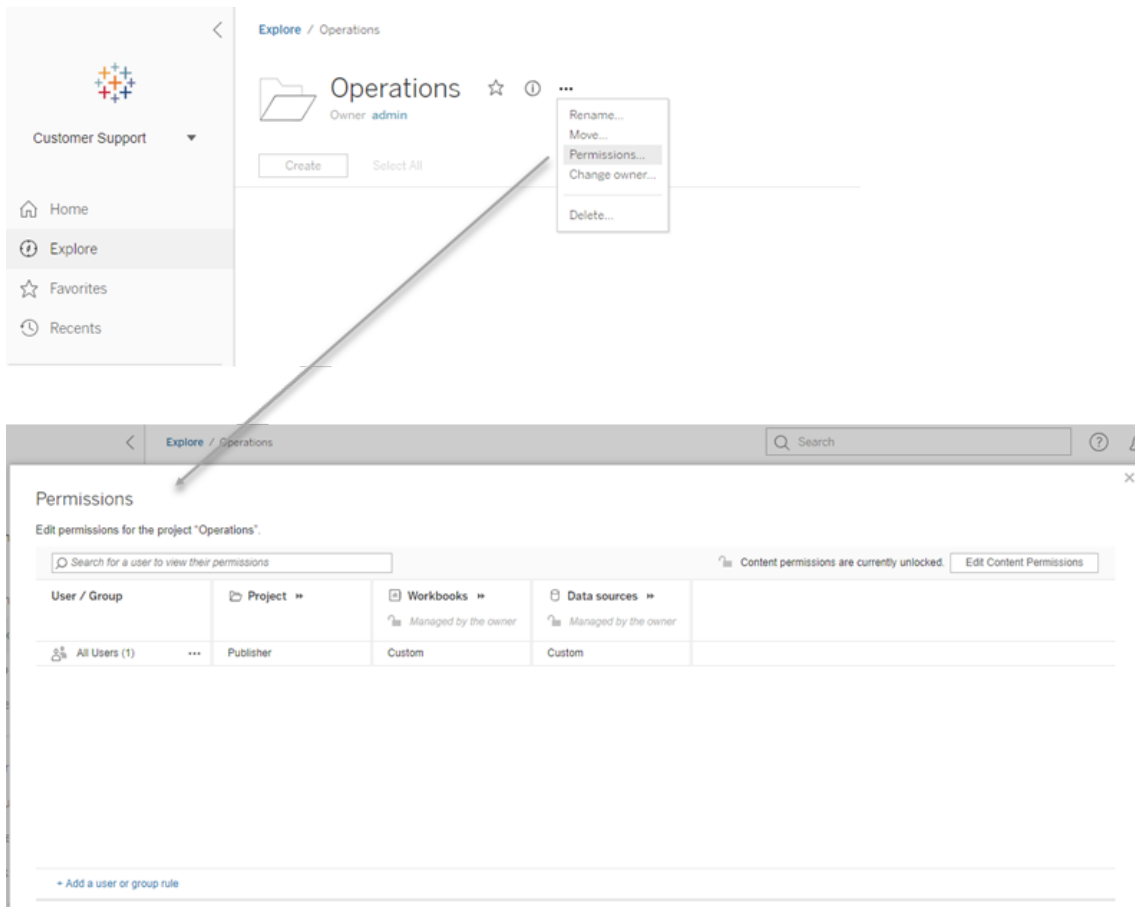 Explore / Operations
Operations
Owner admin
Customer Support
Rename...
Move...
Permissions...
Change owner...
Delete...
Create Select All
Home
Explore
Favorites
Recents
Explore / Operations Search
Permissions
Edit permissions for the project "Operations".
Search for a user to view their permissions Content permissions are currently unlocked. Edit Content Permissions
User / Group Project Workbooks Data sources
Managed by the owner Managed by the owner
All Users (1) ... Publisher Custom Custom
+ Add a user or group rule